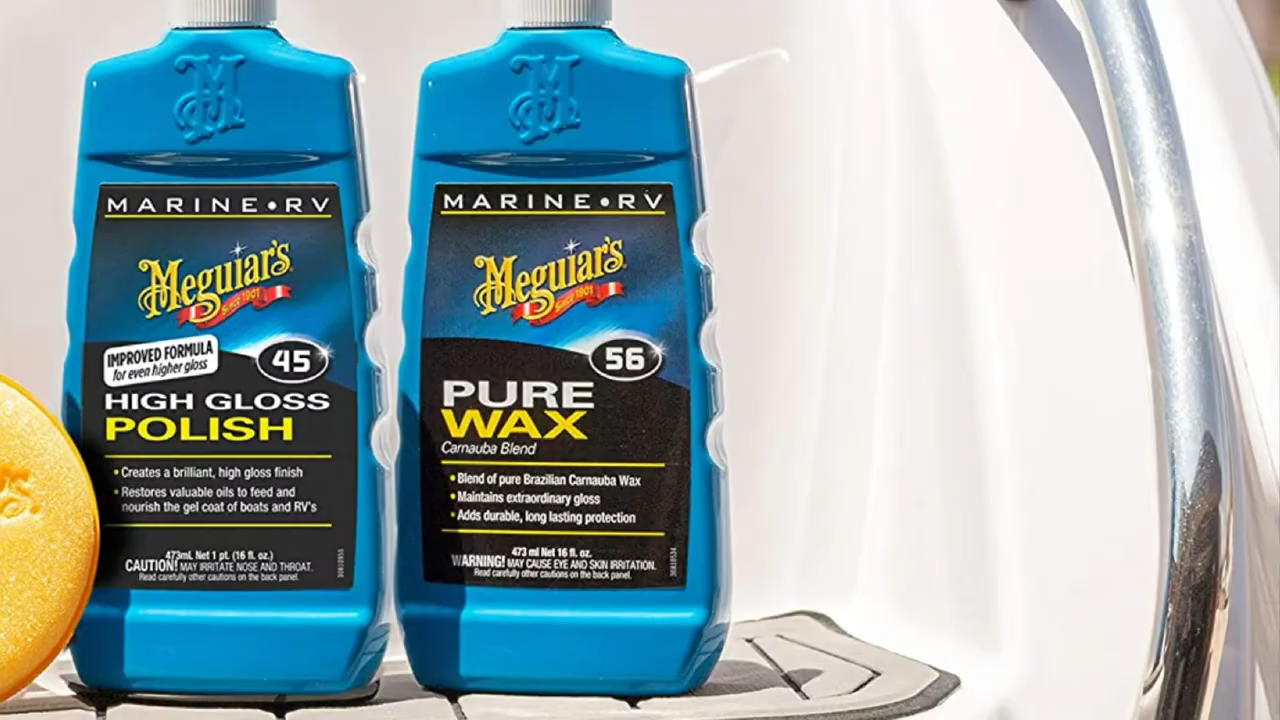 M
MARINE•RV
Meguiar's
Since 1901
IMPROVED FORMULA
for even higher gloss
45
HIGH GLOSS
POLISH
• Creates a brilliant, high gloss finish
• Restores valuable oils to feed and
nourish the gel coat of boats and RV's
473mL Net 1 pt. (16 fl. oz.)
CAUTION! MAY IRRITATE NOSE AND THROAT.
Read carefully other cautions on the back panel.
M
MARINE•RV
Meguiar's
Since 1901
56
PURE
WAX
Carnauba Blend
• Blend of pure Brazilian Carnauba Wax
• Maintains extraordinary gloss
• Adds durable, long lasting protection
473 ml Net 16 fl. oz.
WARNING! MAY CAUSE EYE AND SKIN IRRITATION.
Read carefully other cautions on the back panel.